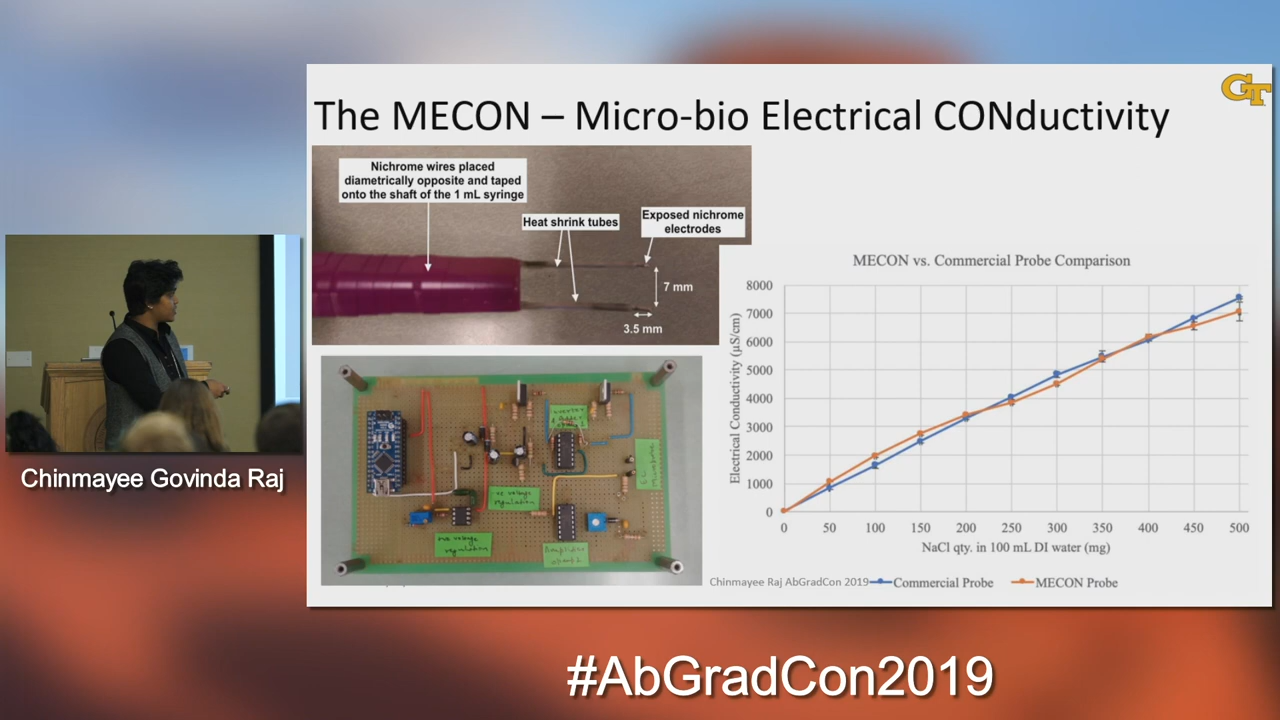 The MECON – Micro-bio Electrical CONductivity
GT
Nichrome wires placed
diametrically opposite and taped
onto the shaft of the 1 mL syringe
Heat shrink tubes
Exposed nichrome
electrodes
7 mm
3.5 mm
MECON vs. Commercial Probe Comparison
Electrical Conductivity (µS/cm)
8000
7000
6000
5000
4000
3000
2000
1000
0
0 50 100 150 200 250 300 350 400 450 500
NaCl qty. in 100 mL DI water (mg)
Commercial Probe
MECON Probe
Chinmayee Raj AbGradCon 2019
Chinmayee Govinda Raj
#AbGradCon2019